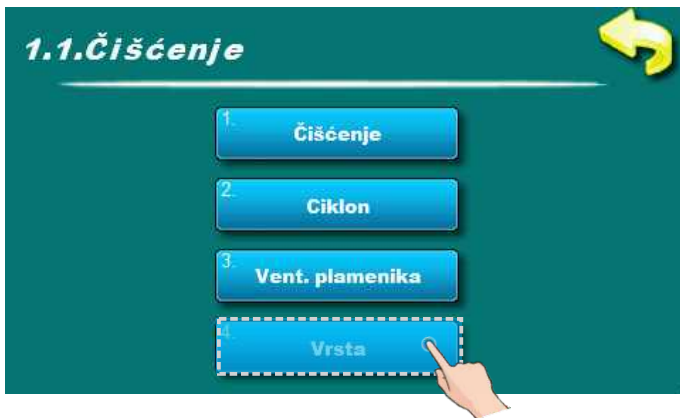 1.1.Čišćenje
1.
Čišćenje
2.
Ciklon
3.
Vent. plamenika
4.
Vrsta